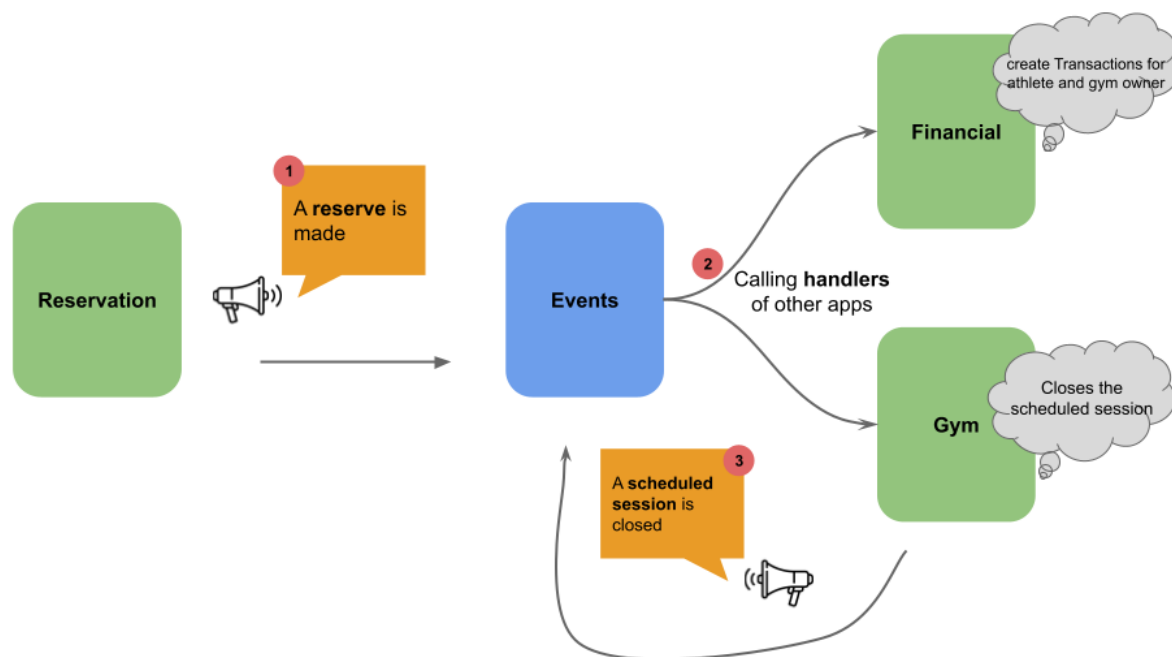 create Transactions for
athlete and gym owner
Financial
1
A reserve is
made
Reservation
Events
2
Calling handlers
of other apps
Closes the
scheduled session
Gym
3
A scheduled
session is
closed